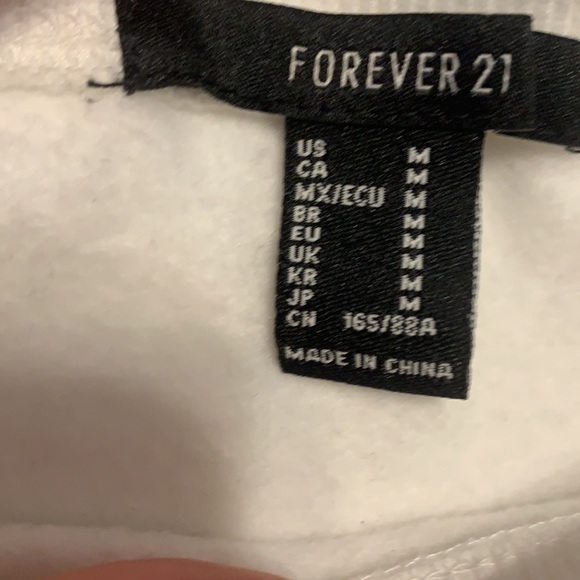 FOREVER 21
US M
CA M
MX/ECU M
BR M
EU M
UK M
KR M
JP M
CN 165/88A
MADE IN CHINA